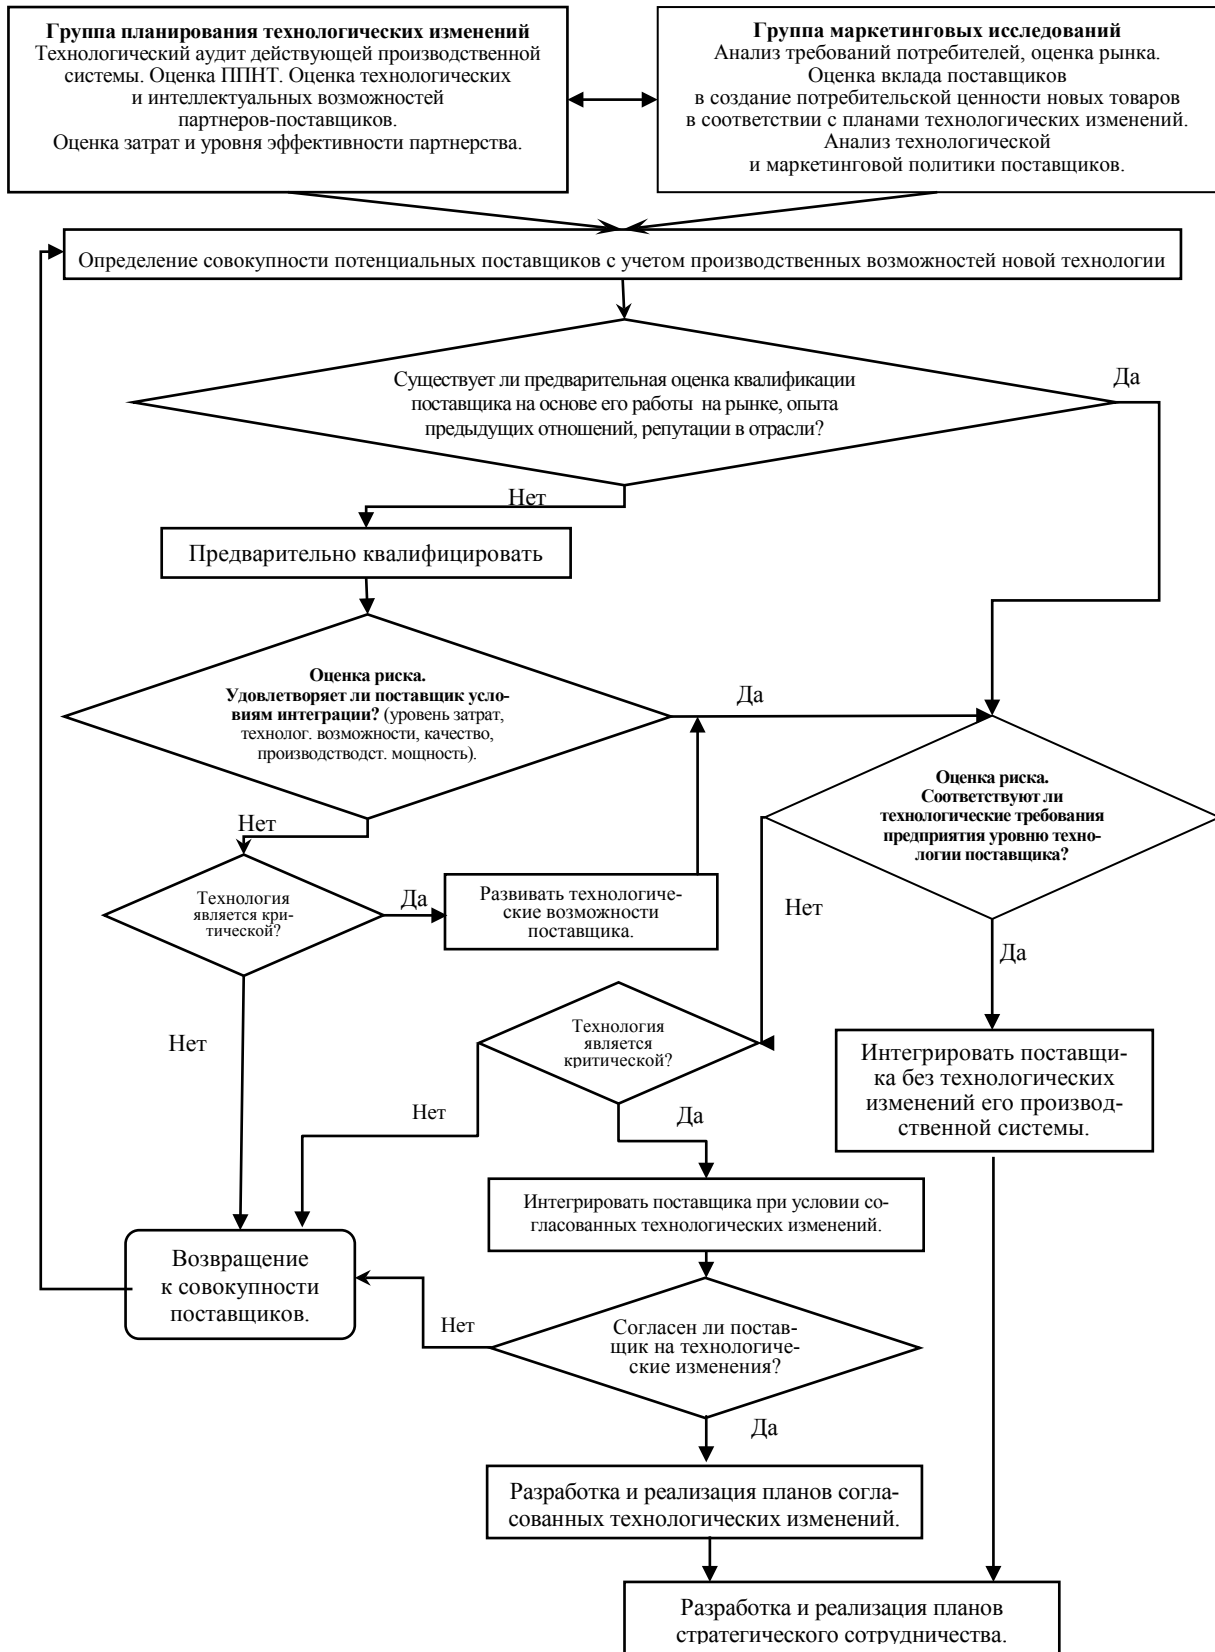 Группа планирования технологических изменений
Технологический аудит действующей производственной
системы. Оценка ППНТ. Оценка технологических
и интеллектуальных возможностей
партнеров-поставщиков.
Оценка затрат и уровня эффективности партнерства.
Группа маркетинговых исследований
Анализ требований потребителей, оценка рынка.
Оценка вклада поставщиков
в создание потребительской ценности новых товаров
в соответствии с планами технологических изменений.
Анализ технологической
и маркетинговой политики поставщиков.
Определение совокупности потенциальных поставщиков с учетом производственных возможностей новой технологии
Существует ли предварительная оценка квалификации
поставщика на основе его работы на рынке, опыта
предыдущих отношений, репутации в отрасли?
Да
Нет
Предварительно квалифицировать
Оценка риска.
Удовлетворяет ли поставщик усло-
виям интеграции? (уровень затрат,
технолог. возможности, качество,
производстводст. мощность).
Да
Нет
Оценка риска.
Соответствуют ли
технологические требования
предприятия уровню техно-
логии поставщика?
Технология
является кри-
тической?
Да
Развивать технологиче-
ские возможности
поставщика.
Нет
Да
Нет
Технология
является
критической?
Интегрировать поставщи-
ка без технологических
изменений его производ-
ственной системы.
Нет
Да
Интегрировать поставщика при условии со-
гласованных технологических изменений.
Возвращение
к совокупности
поставщиков.
Нет
Согласен ли постав-
щик на технологиче-
ские изменения?
Да
Разработка и реализация планов согла-
сованных технологических изменений.
Разработка и реализация планов
стратегического сотрудничества.